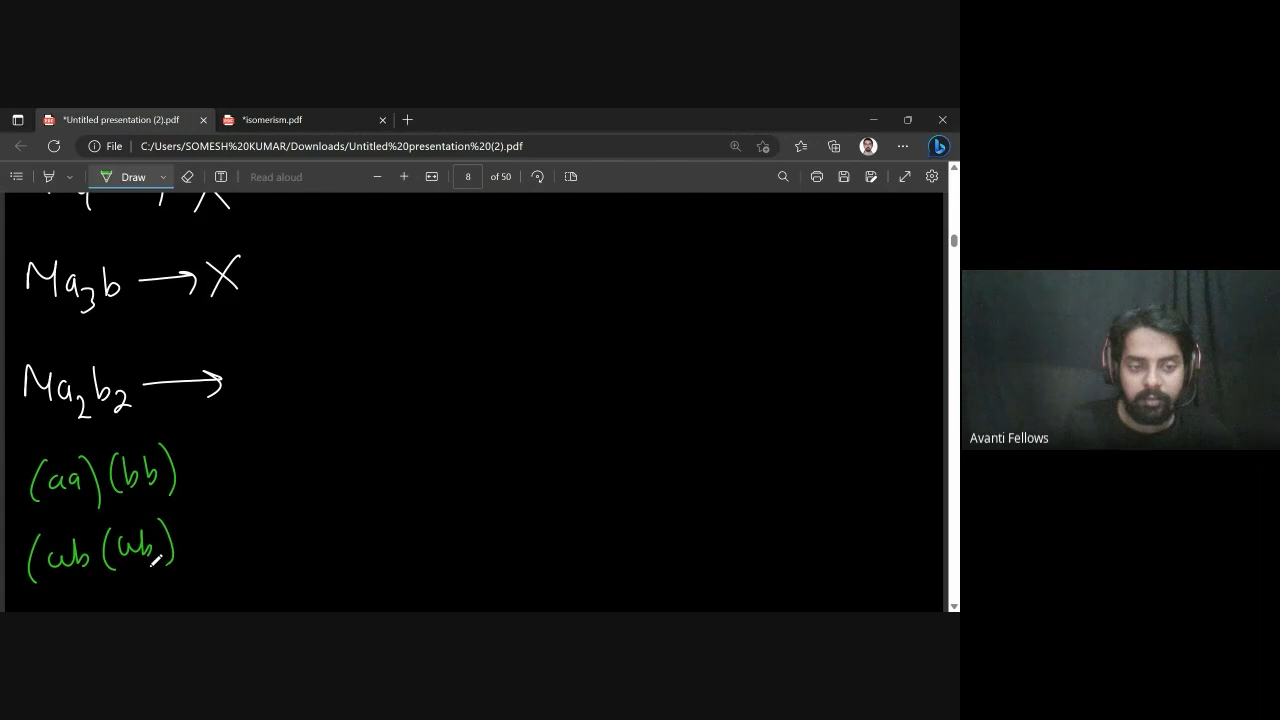 *Untitled presentation (2).pdf
*isomerism.pdf
File
C:/Users/SOMESH%20KUMAR/Downloads/Untitled%20presentation%20(2).pdf
Draw
Read aloud
8
of 50
Ma3b → X
Ma2b2 →
(aa) (bb)
(ab (ab)
Avanti Fellows